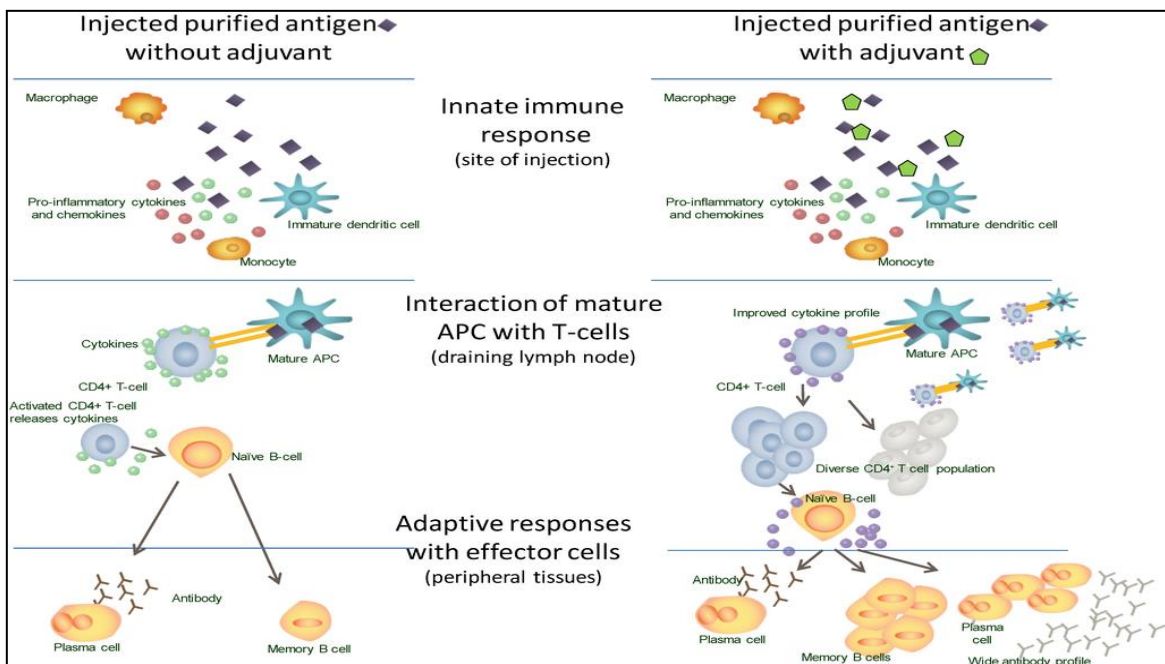 Injected purified antigen
without adjuvant
Macrophage
Pro-inflammatory cytokines
and chemokines
Immature dendritic cell
Monocyte
Cytokines
Mature APC
CD4+ T-cell
Activated CD4+ T-cell
releases cytokines
Naïve B-cell
Antibody
Plasma cell
Memory B cell
Innate immune
response
(site of injection)
Interaction of mature
APC with T-cells
(draining lymph node)
Adaptive responses
with effector cells
(peripheral tissues)
Injected purified antigen
with adjuvant
Macrophage
Pro-inflammatory cytokines
and chemokines
Immature dendritic cell
Monocyte
Improved cytokine profile
Mature APC
CD4+ T-cell
Diverse CD4+ T cell population
Naïve B-cell
Antibody
Plasma cell
Memory B cells
Plasma
cell
Wide antibody profile